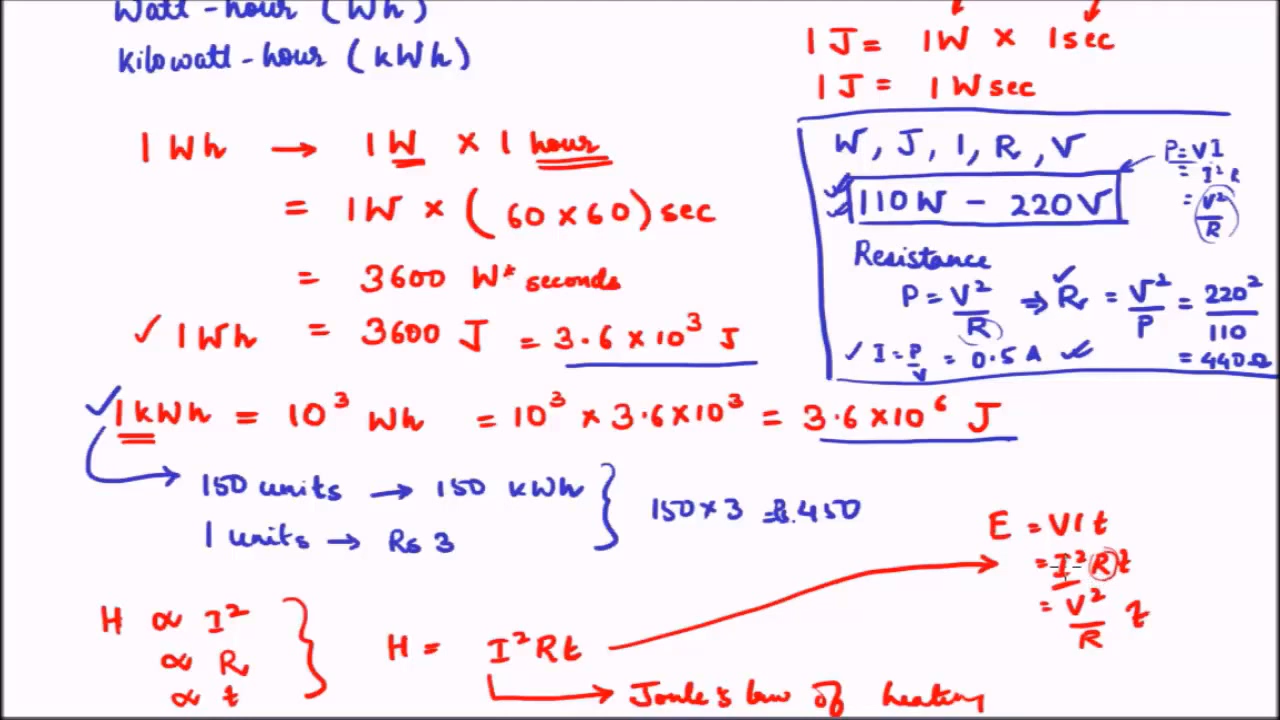 Watt-hour (Wh)
Kilowatt-hour (kWh)
1 J = 1W × 1 sec
1 J = 1 W sec
1 Wh → 1 W × 1 hour
= 1W × (60×60) sec
= 3600 W* seconds
✓ 1 Wh = 3600 J = 3.6 × 10³ J
✓ 1 kWh = 10³ Wh = 10³ × 3.6×10³ = 3.6×10⁶ J
W, J, I, R, V
P = VI
= I²R
= V²/R
110W - 220V
Resistance
P = V²/R ⇒ R = V²/P = 220²/110
= 440Ω
✓ I = P/V = 0.5 A ✓
150 units → 150 kWh
1 units → Rs 3
150×3 = Rs.450
E = VIt
= I²Rt
= V²/R t
H ∝ I²
∝ R
∝ t
H = I²Rt
→ Joule's law of heating